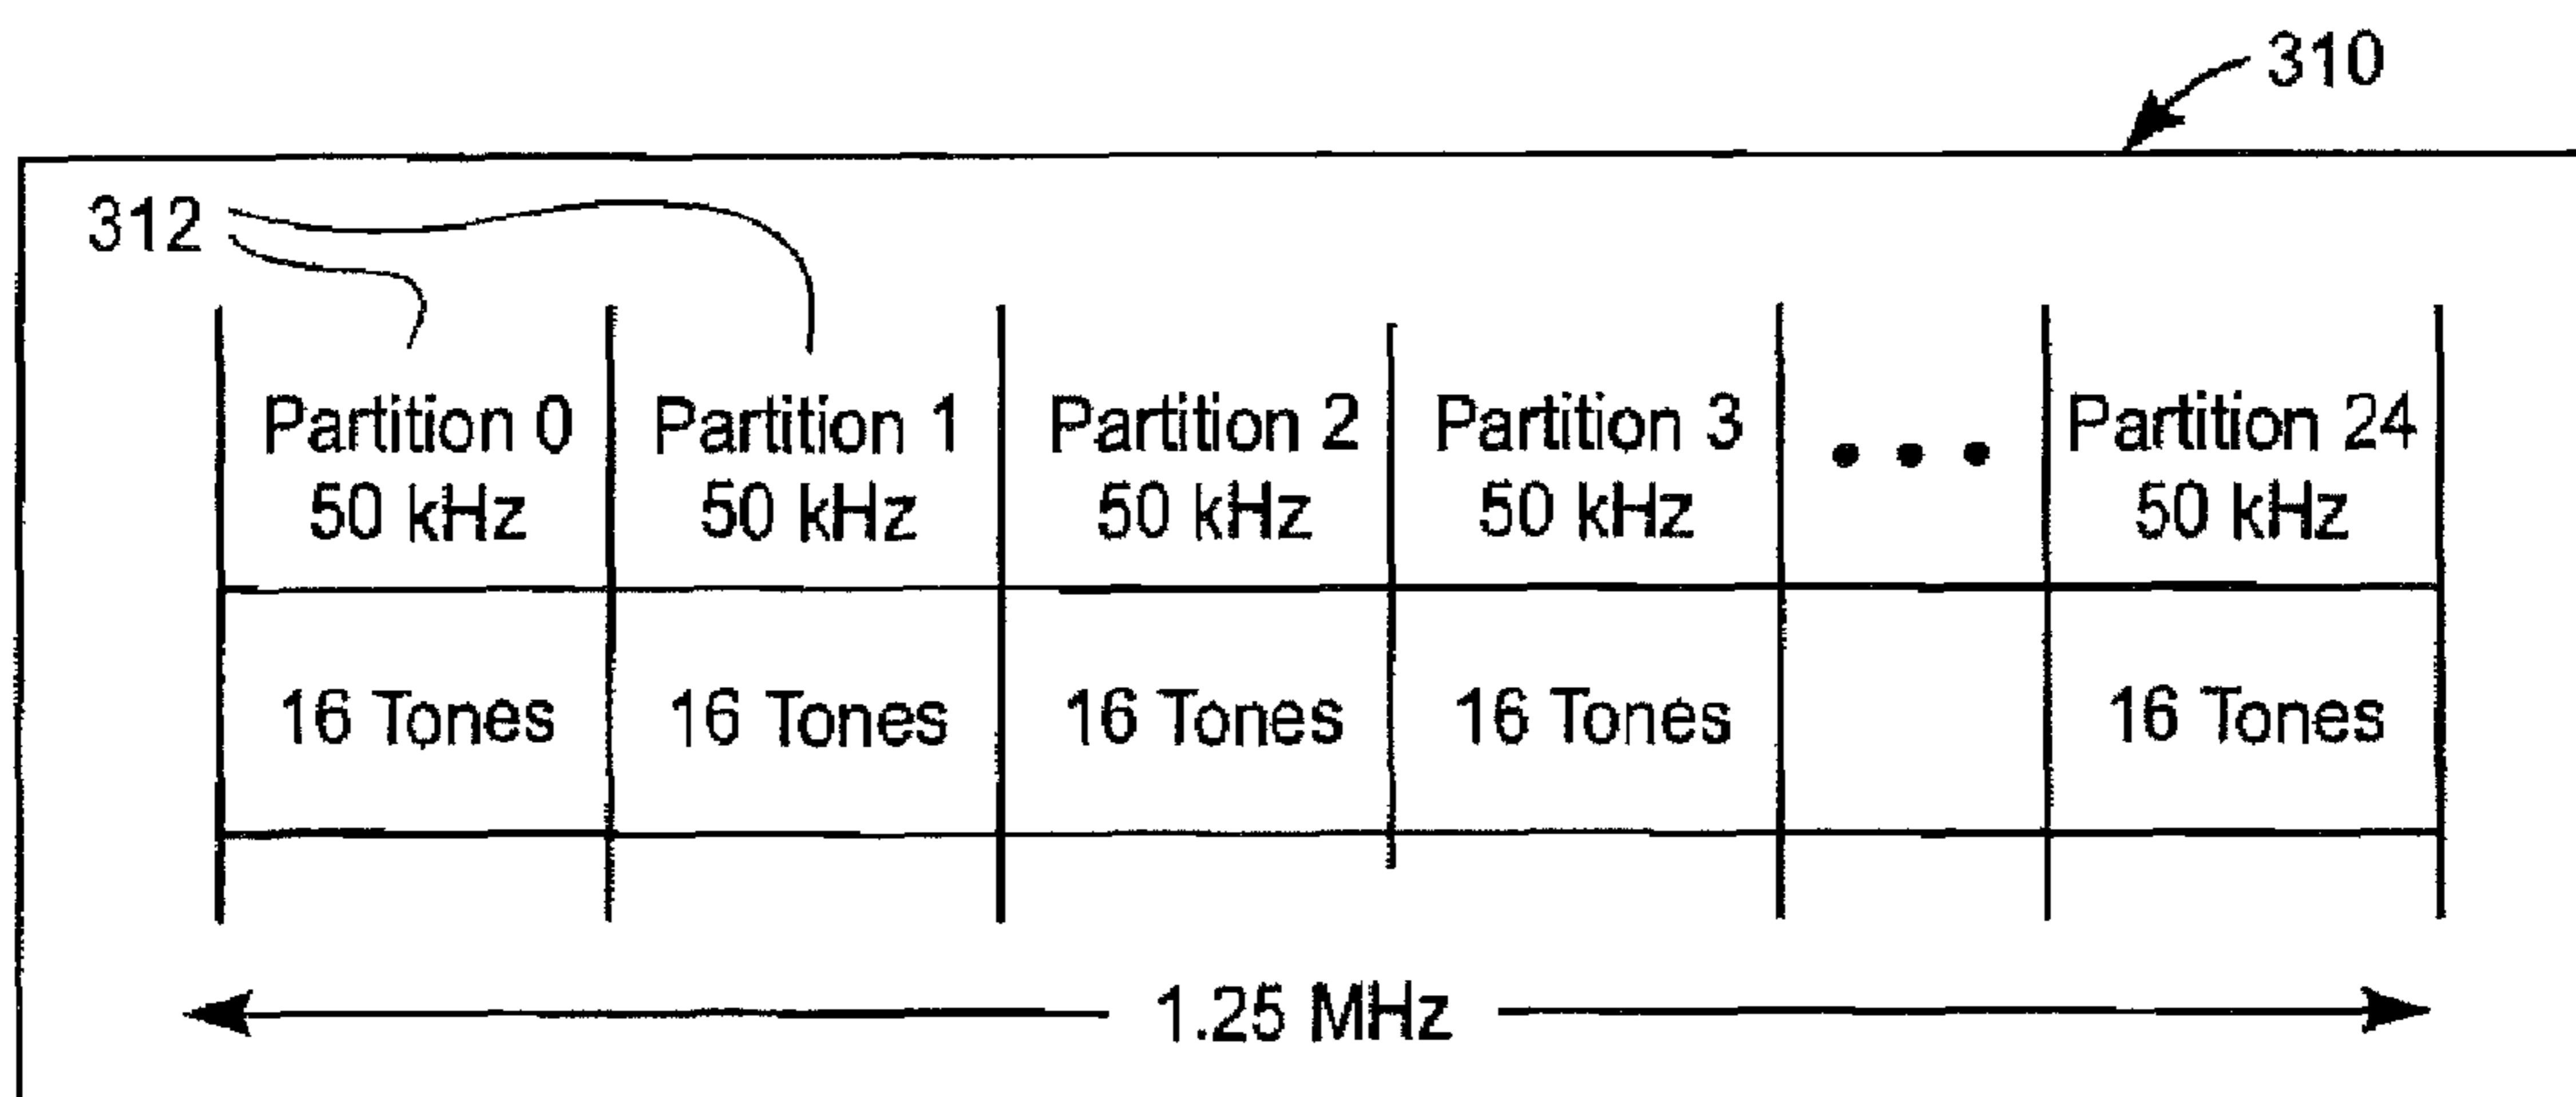 310
312
Partition 0 Partition 1 Partition 2 Partition 3 • • • Partition 24
50 kHz 50 kHz 50 kHz 50 kHz 50 kHz
16 Tones 16 Tones 16 Tones 16 Tones 16 Tones
1.25 MHz